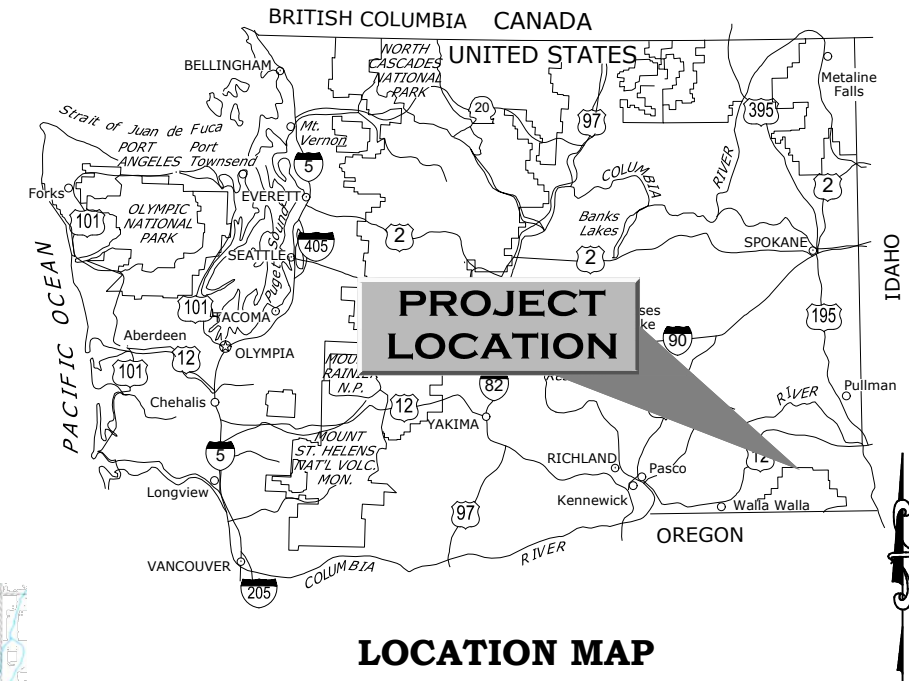 BRITISH COLUMBIA CANADA
UNITED STATES
NORTH
CASCADES
NATIONAL
PARK
BELLINGHAM
Metaline
Falls
20
97
395
Strait of Juan de Fuca
Mt.
Vernon
PORT
ANGELES
Port
Townsend
5
COLUMBIA
RIVER
2
Forks
EVERETT
101
OLYMPIC
NATIONAL
PARK
Puget Sound
405
2
Banks
Lakes
2
SPOKANE
SEATTLE
IDAHO
PACIFIC OCEAN
101
TACOMA
PROJECT
LOCATION
ses
ke
90
195
Aberdeen
12
OLYMPIA
101
MOUNT
RAINIER
N.P.
82
Pullman
RIVER
Chehalis
12
YAKIMA
5
MOUNT
ST. HELENS
NAT'L VOLC.
MON.
RICHLAND
Pasco
12
Longview
Kennewick
Walla Walla
97
OREGON
VANCOUVER
COLUMBIA
RIVER
205
LOCATION MAP